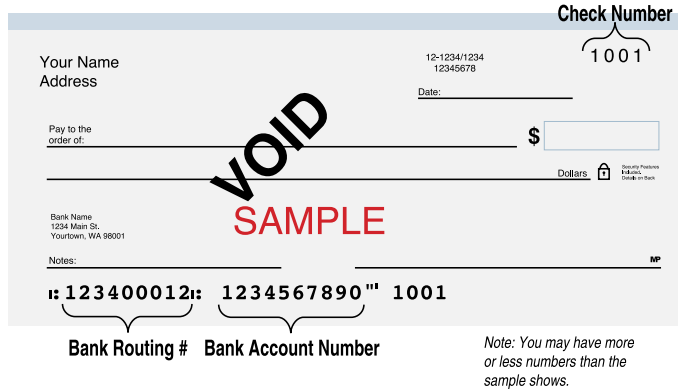 Check Number
1001
Your Name
Address
12-1234/1234
12345678
Date:
Pay to the
order of:
$
VOID
Dollars
Security Features
Included.
Details on Back
SAMPLE
Bank Name
1234 Main St.
Yourtown, WA 98001
Notes:
MP
⑆123400012⑆ 1234567890⑈ 1001
Bank Routing # Bank Account Number
Note: You may have more
or less numbers than the
sample shows.